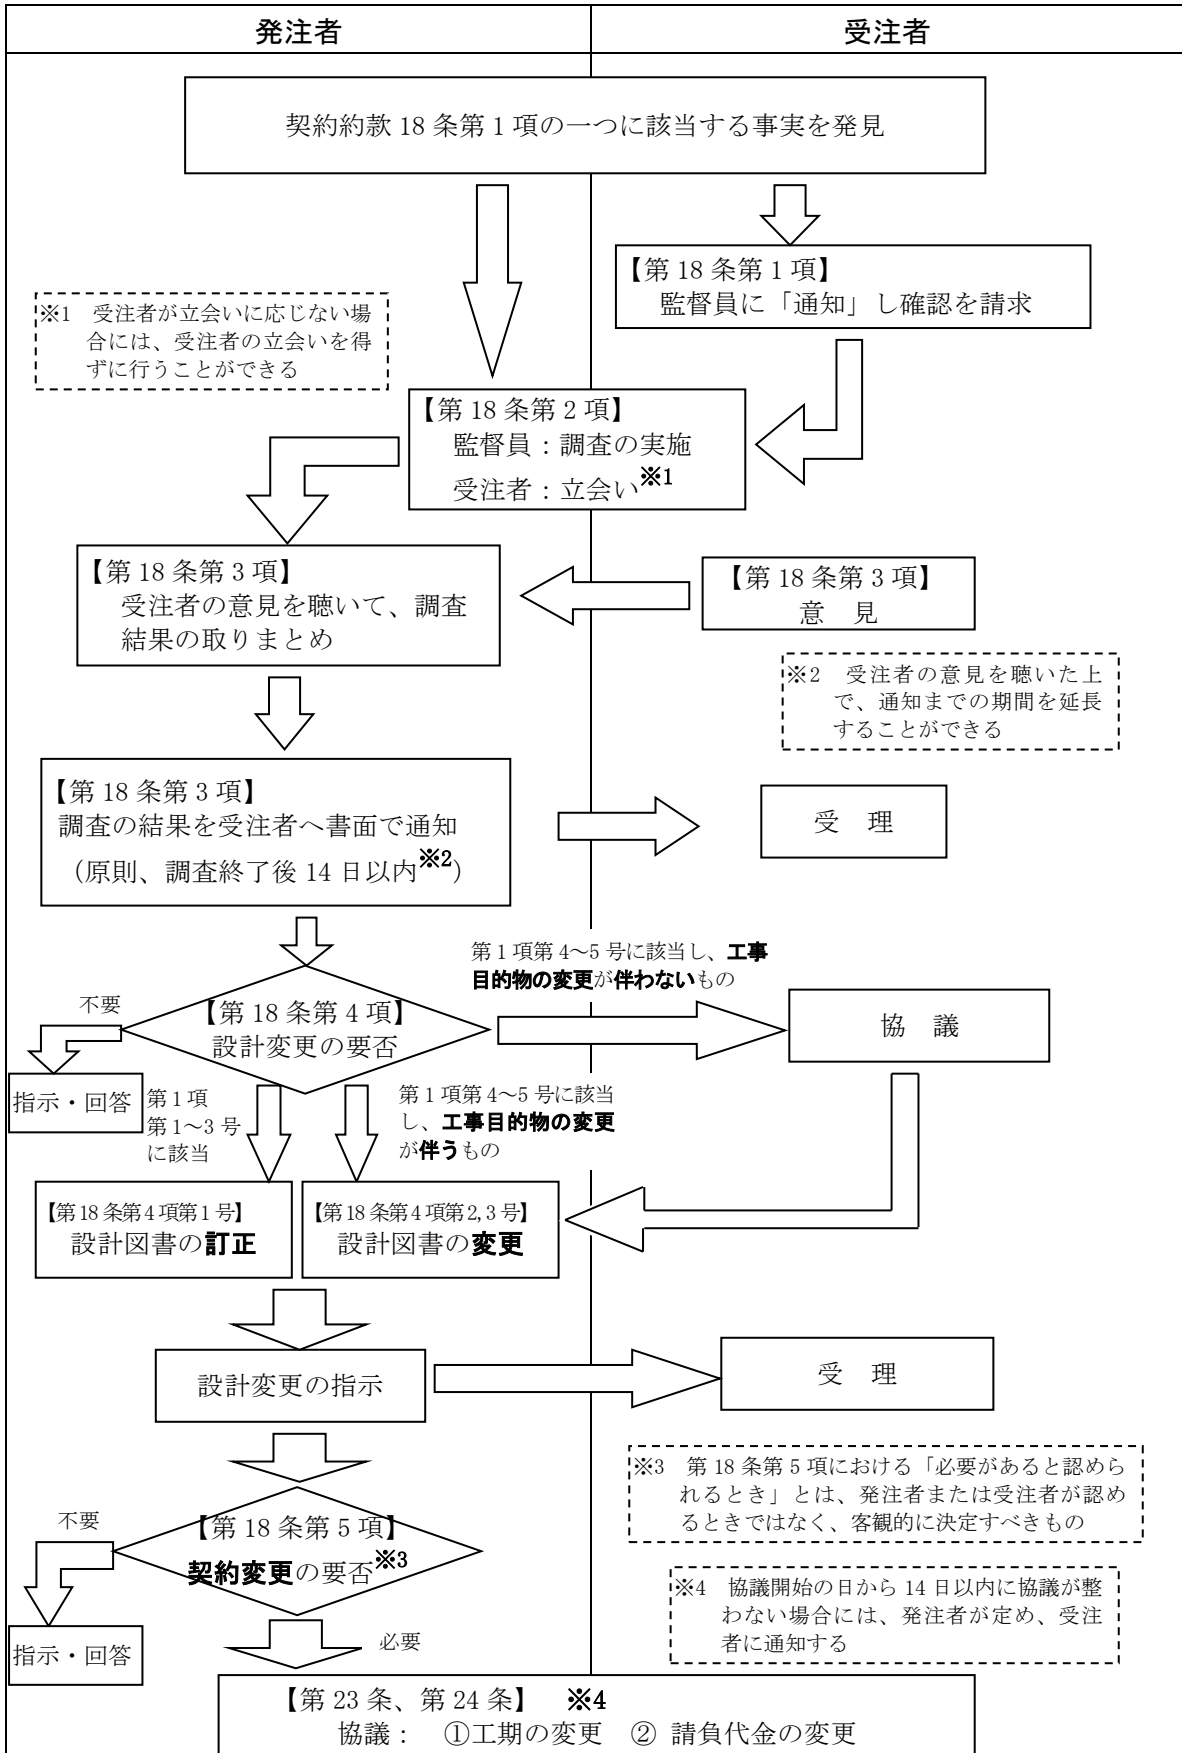 発注者
受注者
契約約款 18 条第 1 項の一つに該当する事実を発見
【第 18 条第 1 項】
監督員に「通知」し確認を請求
※1 受注者が立会いに応じない場
合には、受注者の立会いを得
ずに行うことができる
【第 18 条第 2 項】
監督員：調査の実施
受注者：立会い※1
【第 18 条第 3 項】
受注者の意見を聴いて、調査
結果の取りまとめ
【第 18 条第 3 項】
意 見
※2 受注者の意見を聴いた上
で、通知までの期間を延長
することができる
【第 18 条第 3 項】
調査の結果を受注者へ書面で通知
（原則、調査終了後 14 日以内※2）
受 理
第 1 項第 4～5 号に該当し、工事
目的物の変更が伴わないもの
不要
【第 18 条第 4 項】
設計変更の要否
協 議
指示・回答
第 1 項
第 1～3 号
に該当
第 1 項第 4～5 号に該当
し、工事目的物の変更
が伴うもの
【第 18 条第 4 項第 1 号】
設計図書の訂正
【第 18 条第 4 項第 2, 3 号】
設計図書の変更
設計変更の指示
受 理
※3 第 18 条第 5 項における「必要があると認めら
れるとき」とは、発注者または受注者が認め
るときではなく、客観的に決定すべきもの
不要
【第 18 条第 5 項】
契約変更の要否※3
※4 協議開始の日から 14 日以内に協議が整
わない場合には、発注者が定め、受注
者に通知する
指示・回答
必要
【第 23 条、第 24 条】 ※4
協議： ①工期の変更 ② 請負代金の変更